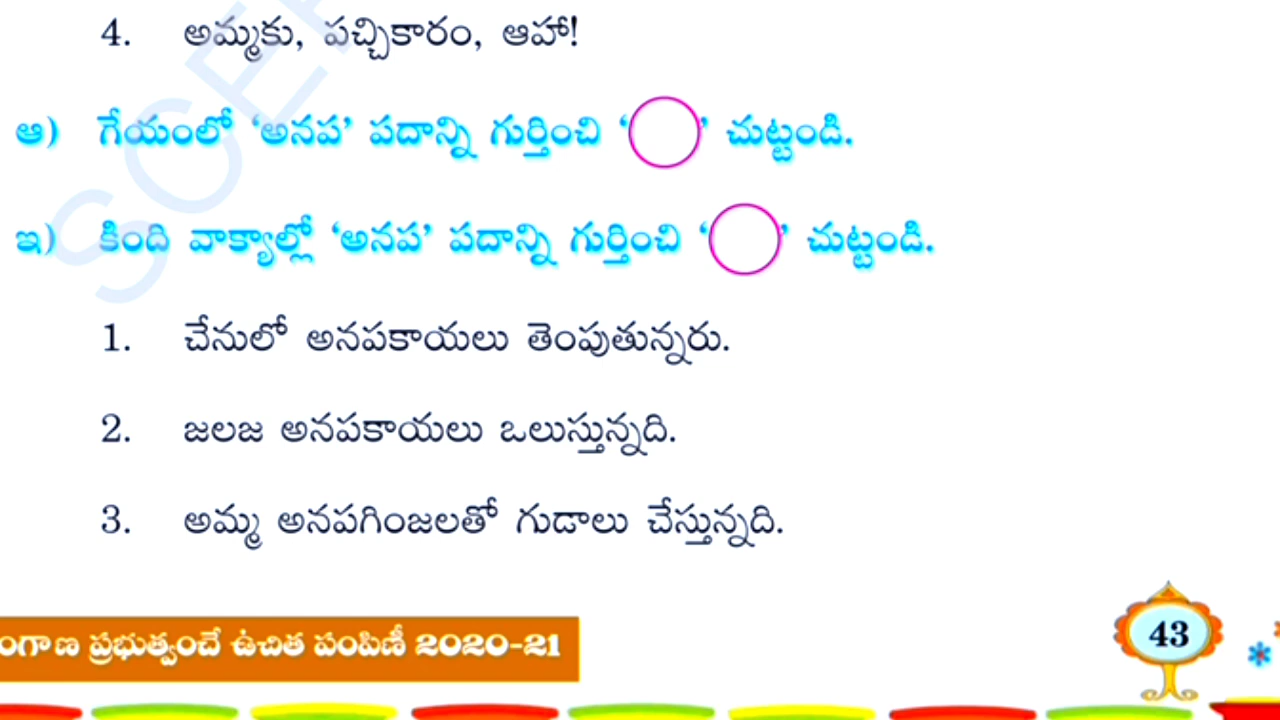 4. అమ్మకు, పచ్చికారం, ఆహా!
ఆ) గేయంలో ‘అనప’ పదాన్ని గుర్తించి ‘ ’ చుట్టండి.
ఇ) కింది వాక్యాల్లో ‘అనప’ పదాన్ని గుర్తించి ‘ ’ చుట్టండి.
1. చేనులో అనపకాయలు తెంపుతున్నరు.
2. జలజ అనపకాయలు ఒలుస్తున్నది.
3. అమ్మ అనపగింజలతో గుడాలు చేస్తున్నది.
ంగాణ ప్రభుత్వంచే ఉచిత పంపిణీ 2020-21
43